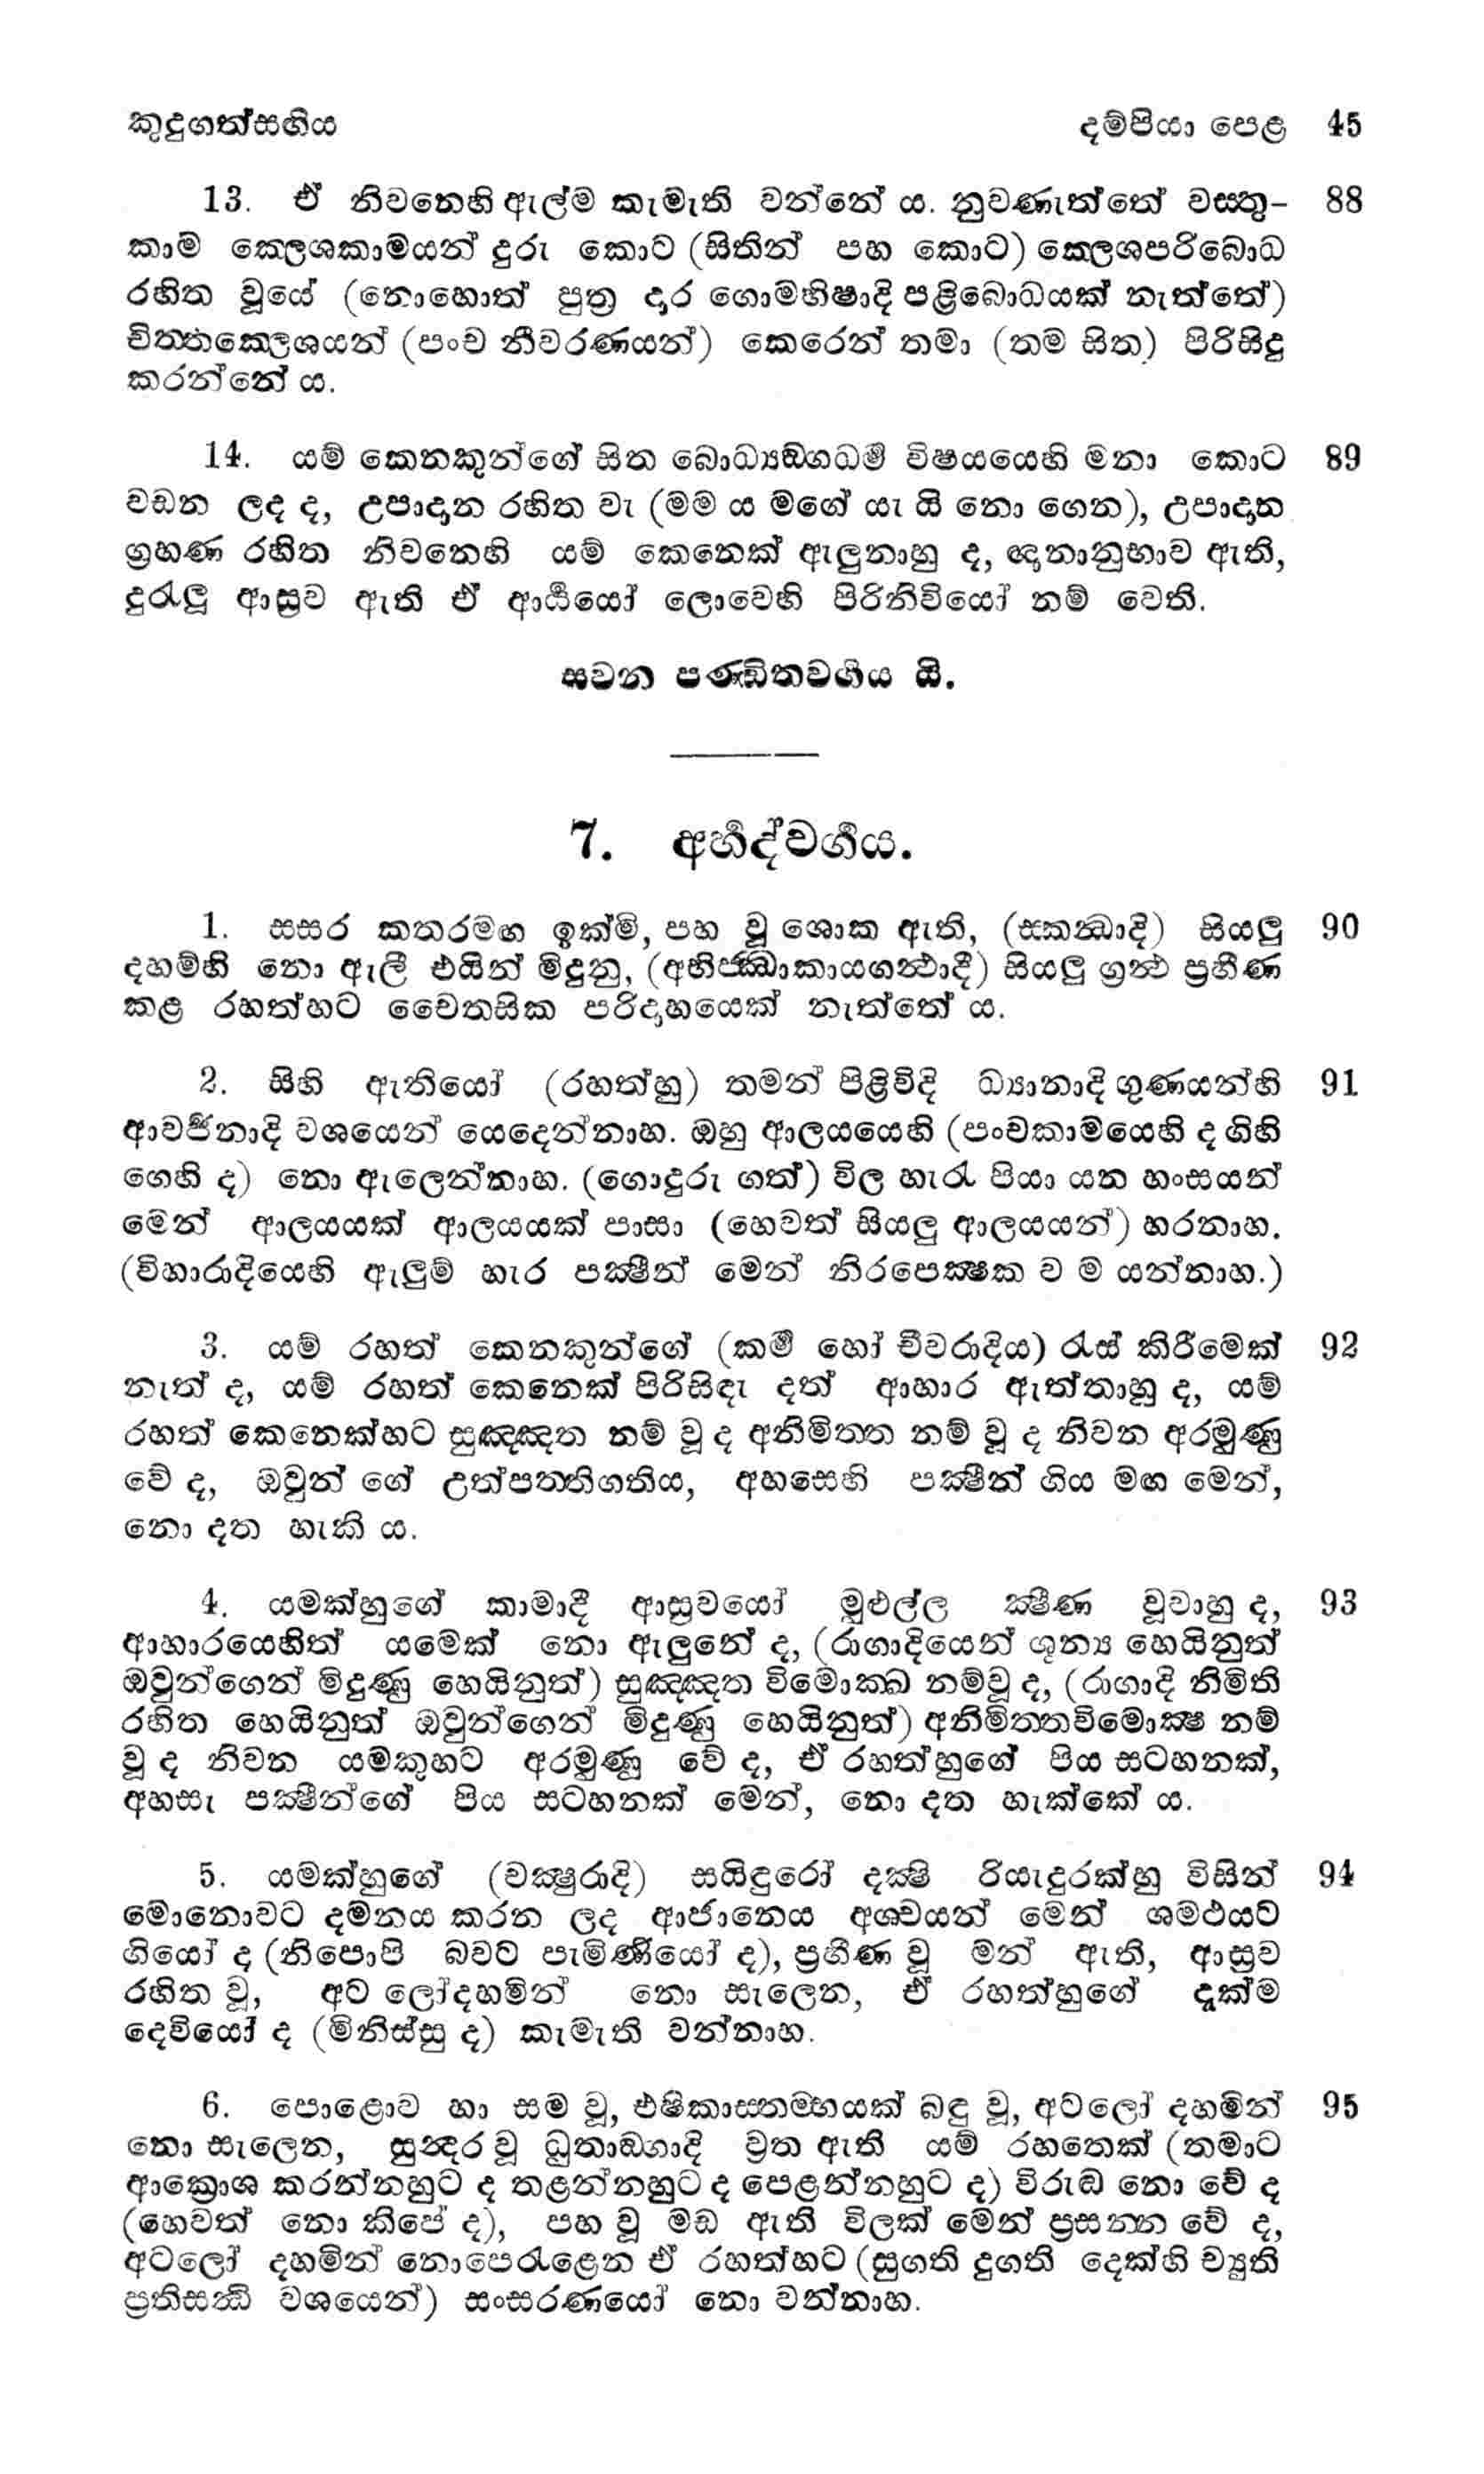 කුදුගත්සඟිය දම්පියා පෙළ 45
13. ඒ නිවනෙහි ඇල්ම කැමැති වන්නේ ය. නුවණැත්තේ වස්තු- 88
කාම ක්ලෙශකාමයන් දුරු කොට (සිතින් පහ කොට) ක්ලෙශපරිබොධ
රහිත වූයේ (නොහොත් පුත්‍ර දර ගොමහිෂාදි පළිබොධයක් නැත්තේ)
චිත්තක්ලෙශයන් (පංච නීවරණයන්) කෙරෙන් තමා (තම සිත) පිරිසිදු
කරන්නේ ය.
14. යම් කෙනකුන්ගේ සිත බොධ්‍යඞ්ගධර්‍ම විෂයයෙහි මනා කොට 89
වඩන ලද ද, උපාදාන රහිත වැ (මම ය මගේ යැ යි නො ගෙන), උපාදාන
ග්‍රහණ රහිත නිවනෙහි යම් කෙනෙක් ඇලුනාහු ද, ඥානානුභාව ඇති,
දුරැලූ ආස්‍රව ඇති ඒ ආර්‍ය්‍යයෝ ලොවෙහි පිරිනිවියෝ නම් වෙති.
සවන පණ්ඩිතවර්‍ගය යි.
7. අර්‍හද්වර්‍ගය.
1. සසර කතරමඟ ඉක්මි, පහ වූ ශොක ඇති, (ස්කන්‍ධාදි) සියලු 90
දහම්හි නො ඇලී එයින් මිදුනු, (අභිජ්ඣාකායගන්‍ථාදී) සියලු ග්‍රන්‍ථ ප්‍රහීණ
කළ රහත්හට චෛතසික පරිදාහයෙක් නැත්තේ ය.
2. සිහි ඇතියෝ (රහත්හු) තමන් පිළිවිදි ධ්‍යානාදි ගුණයන්හි 91
ආවර්‍ජනාදි වශයෙන් යෙදෙන්නාහ. ඔහු ආලයයෙහි (පංචකාමයෙහි ද ගිහි
ගෙහි ද) නො ඇලෙන්නාහ. (ගොදුරු ගත්) විල හැරැ පියා යන හංසයන්
මෙන් ආලයයක් ආලයයක් පාසා (හෙවත් සියලු ආලයයන්) හරනාහ.
(විහාරාදියෙහි ඇලුම් හැර පක්‍ෂීන් මෙන් නිරපෙක්‍ෂක ව ම යන්නාහ.)
3. යම් රහත් කෙනකුන්ගේ (කර්‍ම හෝ චීවරාදිය) රැස් කිරීමෙක් 92
නැත් ද, යම් රහත් කෙනෙක් පිරිසිඳැ දත් ආහාර ඇත්තාහු ද, යම්
රහත් කෙනෙක්හට සුඤ්ඤත නම් වූ ද අනිමිත්ත නම් වූ ද නිවන අරමුණු
වේ ද, ඔවුන් ගේ උත්පත්තිගතිය, අහසෙහි පක්‍ෂීන් ගිය මඟ මෙන්,
නො දත හැකි ය.
4. යමක්හුගේ කාමාදී ආස්‍රවයෝ මුළුල්ල ක්‍ෂීණ වූවාහු ද, 93
ආහාරයෙහිත් යමෙක් නො ඇලුනේ ද, (රාගාදියෙන් ශූන්‍ය හෙයිනුත්
ඔවුන්ගෙන් මිදුණු හෙයිනුත්) සුඤ්ඤත විමොක්ඛ නම්වූ ද, (රාගාදි නිමිති
රහිත හෙයිනුත් ඔවුන්ගෙන් මිදුණු හෙයිනුත්) අනිමිත්තවිමොක්‍ෂ නම්
වූ ද නිවන යමකුහට අරමුණු වේ ද, ඒ රහත්හුගේ පිය සටහනක්,
අහසැ පක්‍ෂීන්ගේ පිය සටහනක් මෙන්, නො දත හැක්කේ ය.
5. යමක්හුගේ (චක්‍ෂුරාදි) සයිඳුරෝ දක්‍ෂි රියැදුරක්හු විසින් 94
මොනොවට දමනය කරන ලද ආජානෙය අශ්වයන් මෙන් ශමථයට
ගියෝ ද (නිපොපි බවට පැමිණියෝ ද), ප්‍රහීණ වූ මන් ඇති, ආස්‍රව
රහිත වූ, අට ලෝදහමින් නො සැලෙන, ඒ රහත්හුගේ දැක්ම
දෙවියෝ ද (මිනිස්සු ද) කැමැති වන්නාහ.
6. පොළොව හා සම වූ, එෂිකාස්තම්භයක් බඳු වූ, අටලෝ දහමින් 95
නො සැලෙන, සුන්‍දර වූ ධුතාඞ්ගාදි ව්‍රත ඇති යම් රහතෙක් (තමාට
ආක්‍රොශ කරන්නහුට ද තළන්නහුට ද පෙළන්නහුට ද) විරුද්‍ධ නො වේ ද
(හෙවත් නො කිපේ ද), පහ වූ මඩ ඇති විලක් මෙන් ප්‍රසන්න වේ ද,
අටලෝ දහමින් නොපෙරැළෙන ඒ රහත්හට (සුගති දුගති දෙක්හි ච්‍යුති
ප්‍රතිසන්‍ධි වශයෙන්) සංසරණයෝ නො වන්නාහ.